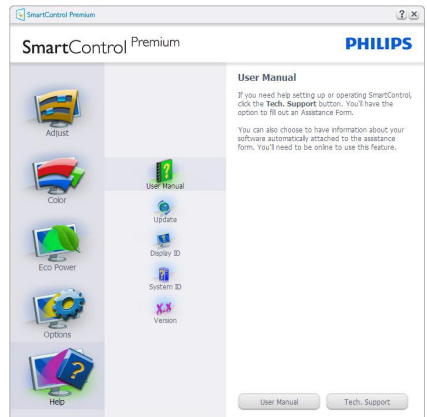 SmartControl Premium
SmartControl Premium
PHILIPS
Adjust
Color
Eco Power
Options
Help
User Manual
Update
Display ID
System ID
X.X
Version
User Manual
If you need help setting up or operating SmartControl,
click the Tech. Support button. You'll have the
option to fill out an Assistance Form.
You can also choose to have information about your
software automatically attached to the assistance
form. You'll need to be online to use this feature.
User Manual
Tech. Support